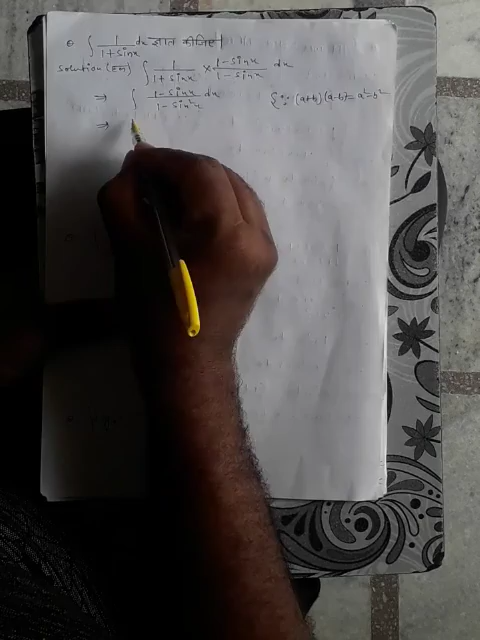 ∫ 1/(1+sinx) dx ज्ञात कीजिए।
Solution (हल) ∫ 1/(1+sinx) × (1-sinx)/(1-sinx) dx
⇒ ∫ (1-sinx)/(1-sin²x) dx {∵ (a+b)(a-b)=a²-b²
⇒